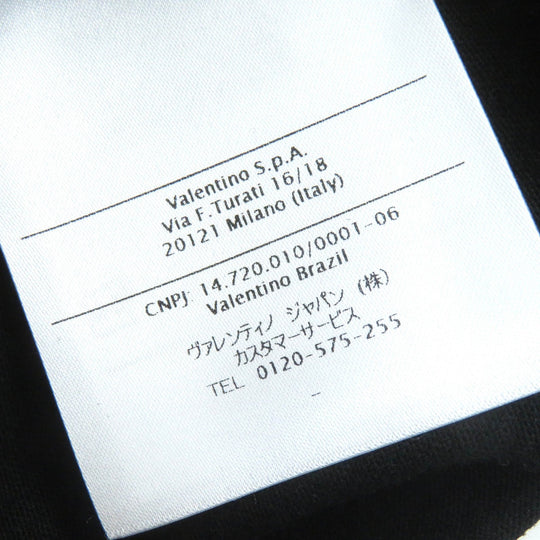 Valentino S.p.A.
Via F.Turati 16/18
20121 Milano (Italy)
CNPJ: 14.720.010/0001-06
Valentino Brazil
ヴァレンティノ ジャパン (株)
カスタマーサービス
TEL 0120-575-255